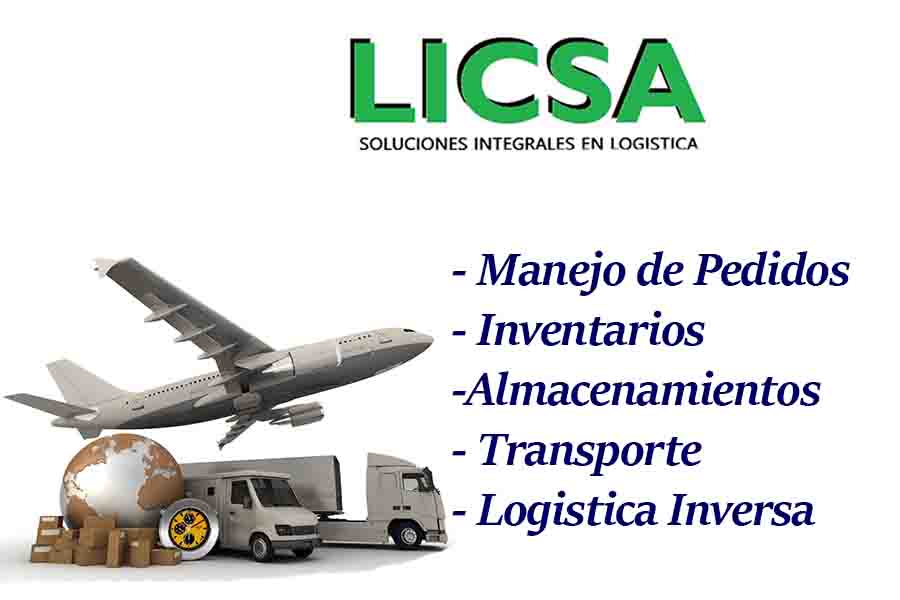 LICSA
SOLUCIONES INTEGRALES EN LOGISTICA
- Manejo de Pedidos
- Inventarios
-Almacenamientos
- Transporte
- Logistica Inversa